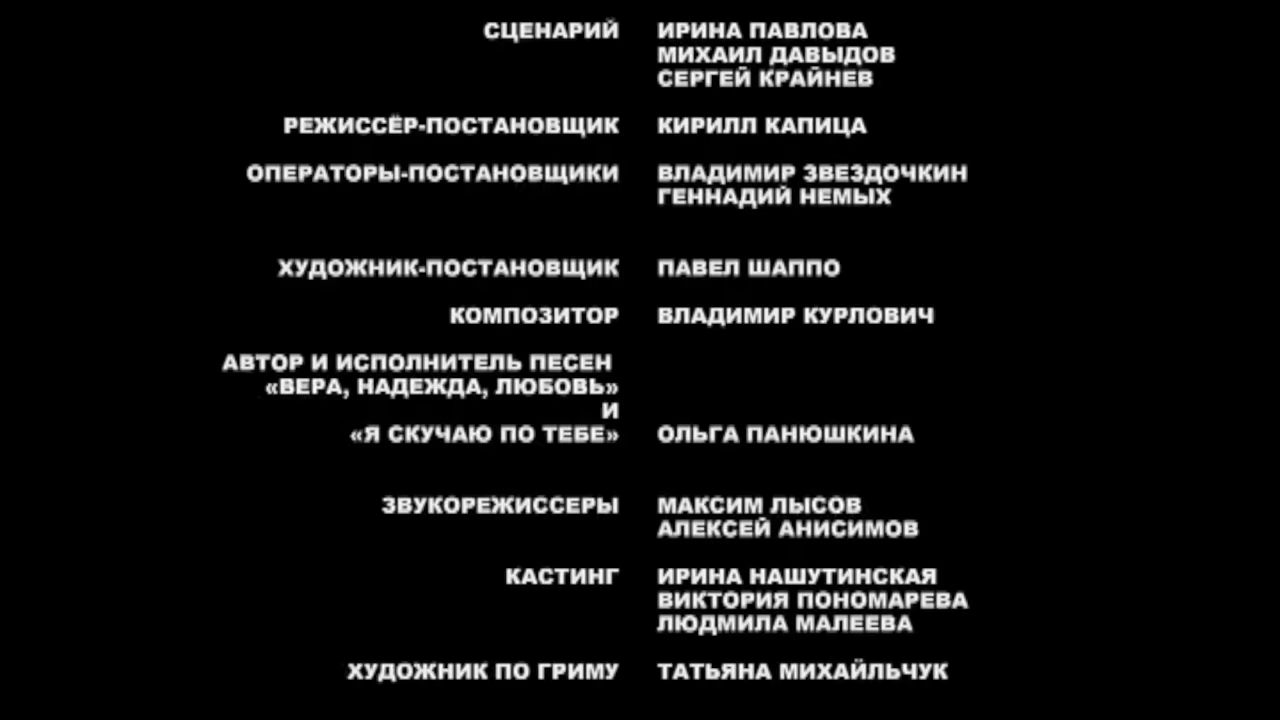 СЦЕНАРИЙ ИРИНА ПАВЛОВА
МИХАИЛ ДАВЫДОВ
СЕРГЕЙ КРАЙНЕВ
РЕЖИССЁР-ПОСТАНОВЩИК КИРИЛЛ КАПИЦА
ОПЕРАТОРЫ-ПОСТАНОВЩИКИ ВЛАДИМИР ЗВЕЗДОЧКИН
ГЕННАДИЙ НЕМЫХ
ХУДОЖНИК-ПОСТАНОВЩИК ПАВЕЛ ШАППО
КОМПОЗИТОР ВЛАДИМИР КУРЛОВИЧ
АВТОР И ИСПОЛНИТЕЛЬ ПЕСЕН
«ВЕРА, НАДЕЖДА, ЛЮБОВЬ»
И
«Я СКУЧАЮ ПО ТЕБЕ» ОЛЬГА ПАНЮШКИНА
ЗВУКОРЕЖИССЕРЫ МАКСИМ ЛЫСОВ
АЛЕКСЕЙ АНИСИМОВ
КАСТИНГ ИРИНА НАШУТИНСКАЯ
ВИКТОРИЯ ПОНОМАРЕВА
ЛЮДМИЛА МАЛЕЕВА
ХУДОЖНИК ПО ГРИМУ ТАТЬЯНА МИХАЙЛЬЧУК